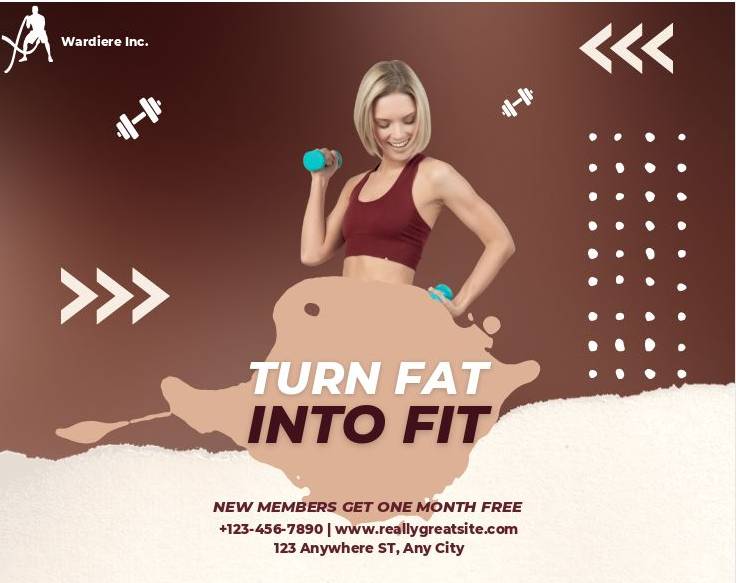 Wardiere Inc.
TURN FAT
INTO FIT
NEW MEMBERS GET ONE MONTH FREE
+123-456-7890 | www.reallygreatsite.com
123 Anywhere ST, Any City